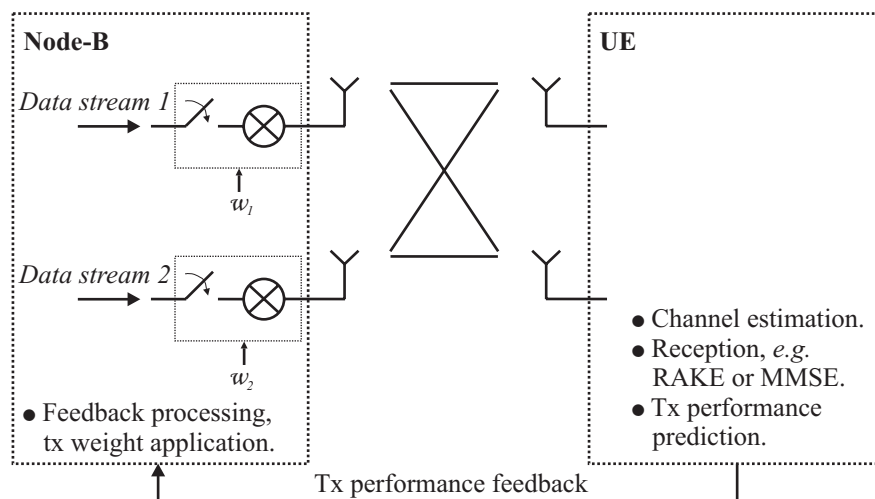 Node-B
UE
Data stream 1
w1
Data stream 2
w2
● Feedback processing,
tx weight application.
● Channel estimation.
● Reception, e.g.
RAKE or MMSE.
● Tx performance
prediction.
Tx performance feedback